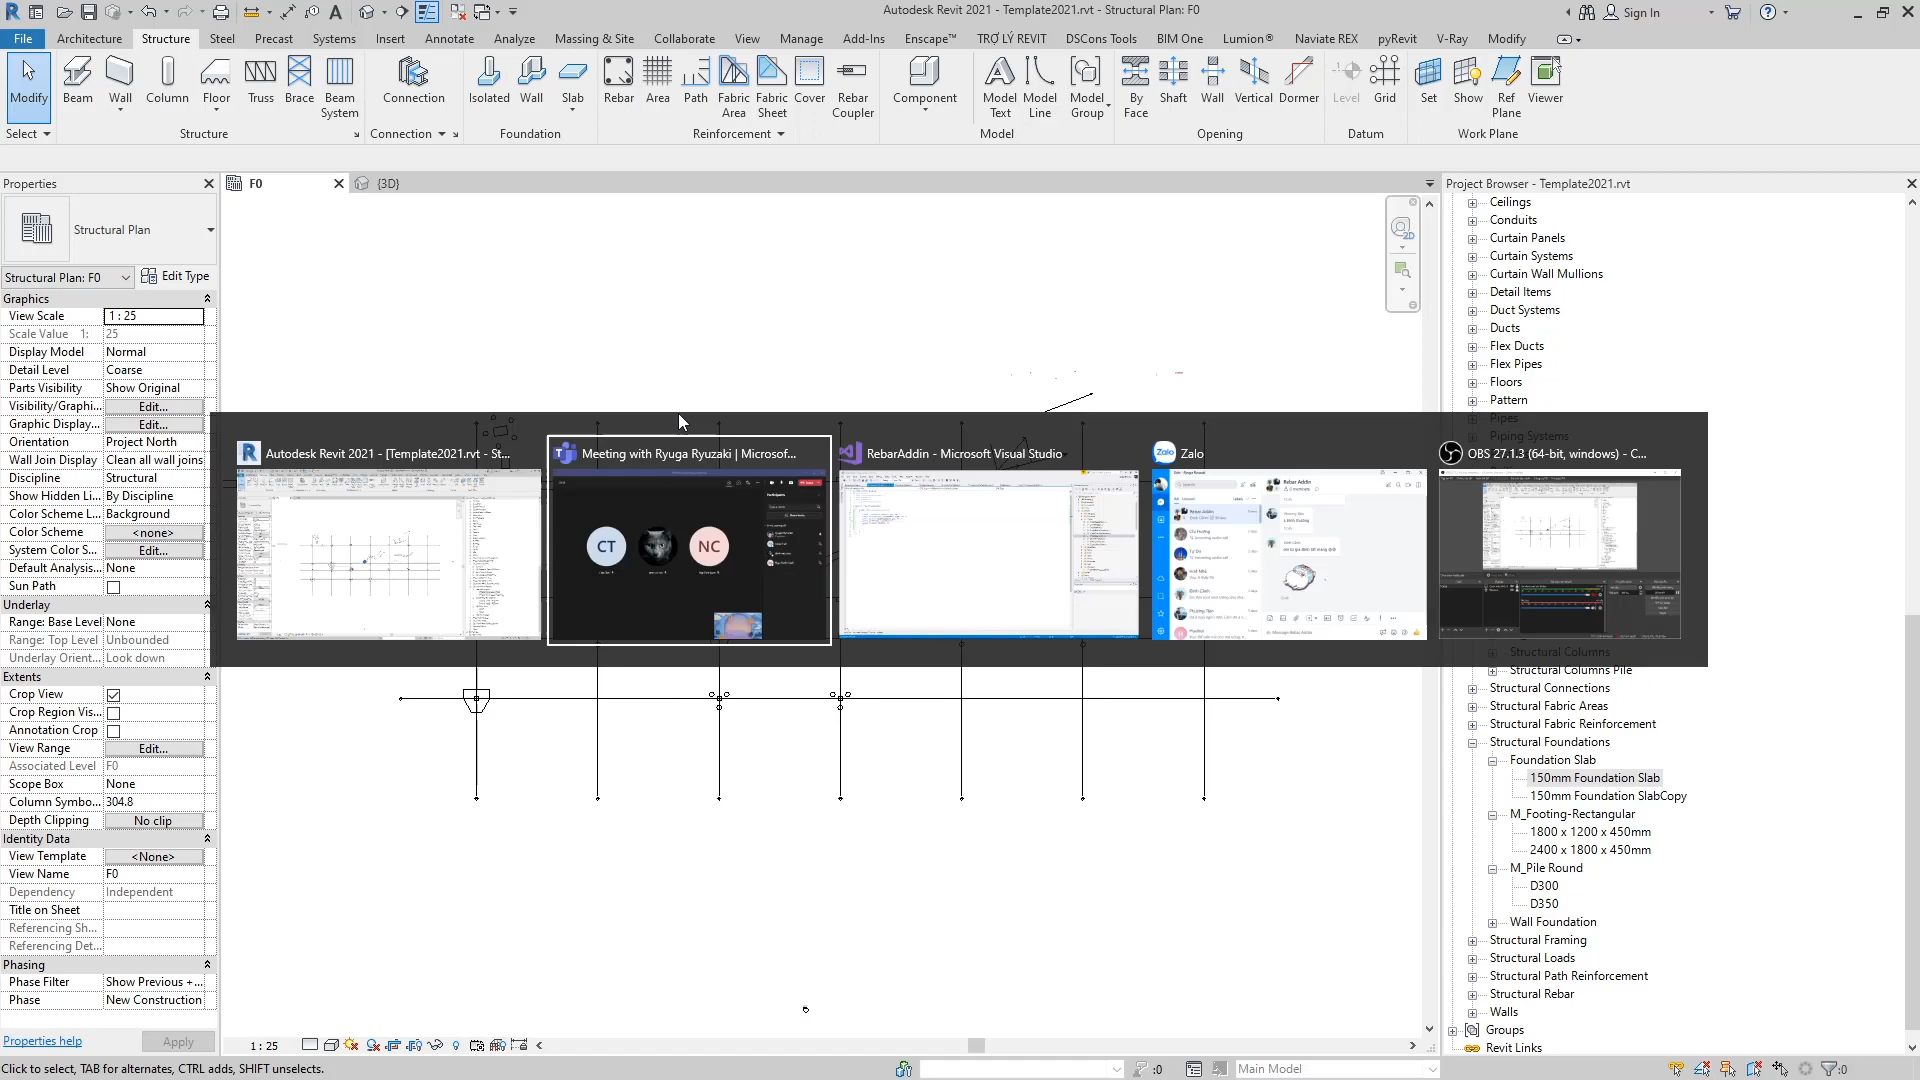 Autodesk Revit 2021 - Template2021.rvt - Structural Plan: F0
Sign In
File
Architecture
Structure
Steel
Precast
Systems
Insert
Annotate
Analyze
Massing & Site
Collaborate
View
Manage
Add-Ins
Enscape™
TRỢ LÝ REVIT
DSCons Tools
BIM One
Lumion®
Naviate REX
pyRevit
V-Ray
Modify
Modify
Beam
Wall
Column
Floor
Truss
Brace
Beam
System
Connection
Isolated
Wall
Slab
Rebar
Area
Path
Fabric
Area
Fabric
Sheet
Cover
Rebar
Coupler
Component
Model
Text
Model
Line
Model
Group
By
Face
Shaft
Wall
Vertical
Dormer
Level
Grid
Set
Show
Ref
Plane
Viewer
Select
Structure
Connection
Foundation
Reinforcement
Model
Opening
Datum
Work Plane
Properties
F0
{3D}
Project Browser - Template2021.rvt
Structural Plan
Structural Plan: F0
Edit Type
Graphics
View Scale
1 : 25
Scale Value 1:
25
Display Model
Normal
Detail Level
Coarse
Parts Visibility
Show Original
Visibility/Graphi...
Edit...
Graphic Display...
Edit...
Orientation
Project North
Wall Join Display
Clean all wall joins
Discipline
Structural
Show Hidden Li...
By Discipline
Color Scheme L...
Background
Color Scheme
<none>
System Color S...
Edit...
Default Analysis...
None
Sun Path
Underlay
Range: Base Level
None
Range: Top Level
Unbounded
Underlay Orient...
Look down
Extents
Crop View
Crop Region Vis...
Annotation Crop
View Range
Edit...
Associated Level
F0
Scope Box
None
Column Symbo...
304.8
Depth Clipping
No clip
Identity Data
View Template
<None>
View Name
F0
Dependency
Independent
Title on Sheet
Referencing Sh...
Referencing Det...
Phasing
Phase Filter
Show Previous +...
Phase
New Construction
Properties help
Apply
Autodesk Revit 2021 - [Template2021.rvt - St...
Meeting with Ryuga Ryuzaki | Microsof...
CT
NC
RebarAddin - Microsoft Visual Studio
Zalo
Zalo
OBS 27.1.3 (64-bit, windows) - C...
2D
Ceilings
Conduits
Curtain Panels
Curtain Systems
Curtain Wall Mullions
Detail Items
Duct Systems
Ducts
Flex Ducts
Flex Pipes
Floors
Pattern
Pipes
Piping Systems
Structural Columns
Structural Columns Pile
Structural Connections
Structural Fabric Areas
Structural Fabric Reinforcement
Structural Foundations
Foundation Slab
150mm Foundation Slab
150mm Foundation SlabCopy
M_Footing-Rectangular
1800 x 1200 x 450mm
2400 x 1800 x 450mm
M_Pile Round
D300
D350
Wall Foundation
Structural Framing
Structural Loads
Structural Path Reinforcement
Structural Rebar
Walls
Groups
Revit Links
1 : 25
Click to select, TAB for alternates, CTRL adds, SHIFT unselects.
:0
Main Model
:0